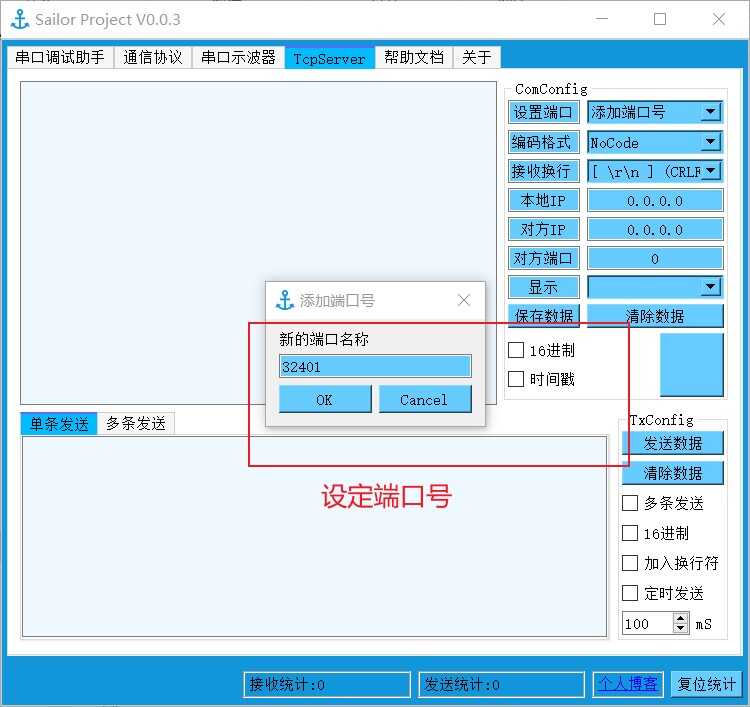 Sailor Project V0.0.3
串口调试助手 通信协议 串口示波器 TcpServer 帮助文档 关于
ComConfig
设置端口 添加端口号
编码格式 NoCode
接收换行 [ \r\n ] (CRLF
本地IP 0.0.0.0
对方IP 0.0.0.0
对方端口 0
显示
保存数据 清除数据
16进制
时间戳
添加端口号
新的端口名称
32401
OK Cancel
设定端口号
单条发送 多条发送
TxConfig
发送数据
清除数据
多条发送
16进制
加入换行符
定时发送
100 mS
接收统计:0 发送统计:0 个人博客 复位统计